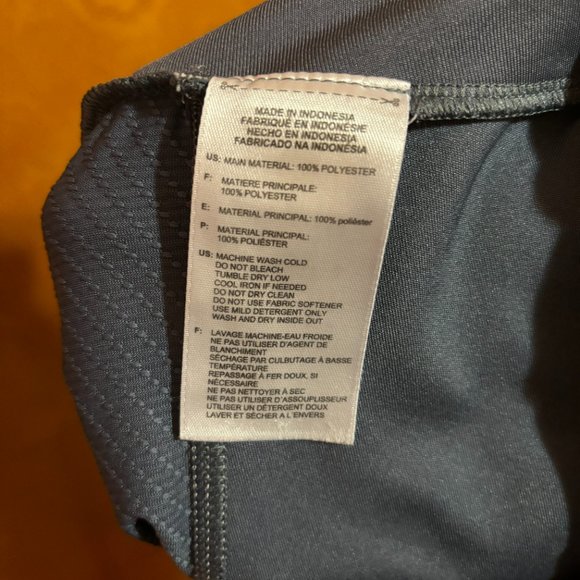 MADE IN INDONESIA
FABRIQUÉ EN INDONÉSIE
HECHO EN INDONESIA
FABRICADO NA INDONÉSIA
US: MAIN MATERIAL: 100% POLYESTER
F: MATIERE PRINCIPALE:
100% POLYESTER
E: MATERIAL PRINCIPAL: 100% poliéster
P: MATERIAL PRINCIPAL:
100% POLIÉSTER
US: MACHINE WASH COLD
DO NOT BLEACH
TUMBLE DRY LOW
COOL IRON IF NEEDED
DO NOT DRY CLEAN
DO NOT USE FABRIC SOFTENER
USE MILD DETERGENT ONLY
WASH AND DRY INSIDE OUT
F: LAVAGE MACHINE-EAU FROIDE
NE PAS UTILISER D'AGENT DE
BLANCHIMENT
SÉCHAGE PAR CULBUTAGE À BASSE
TEMPÉRATURE
REPASSAGE À FER DOUX, SI
NÉCESSAIRE
NE PAS NETTOYER À SEC
NE PAS UTILISER D'ASSOUPLISSEUR
UTILISER UN DÉTERGENT DOUX
LAVER ET SÉCHER A L'ENVERS